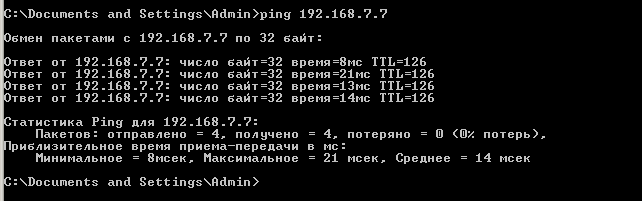 C:\Documents and Settings\Admin>ping 192.168.7.7
Обмен пакетами с 192.168.7.7 по 32 байт:
Ответ от 192.168.7.7: число байт=32 время=8мс TTL=126
Ответ от 192.168.7.7: число байт=32 время=21мс TTL=126
Ответ от 192.168.7.7: число байт=32 время=13мс TTL=126
Ответ от 192.168.7.7: число байт=32 время=14мс TTL=126
Статистика Ping для 192.168.7.7:
Пакетов: отправлено = 4, получено = 4, потеряно = 0 (0% потерь),
Приблизительное время приема-передачи в мс:
Минимальное = 8мсек, Максимальное = 21 мсек, Среднее = 14 мсек
C:\Documents and Settings\Admin>